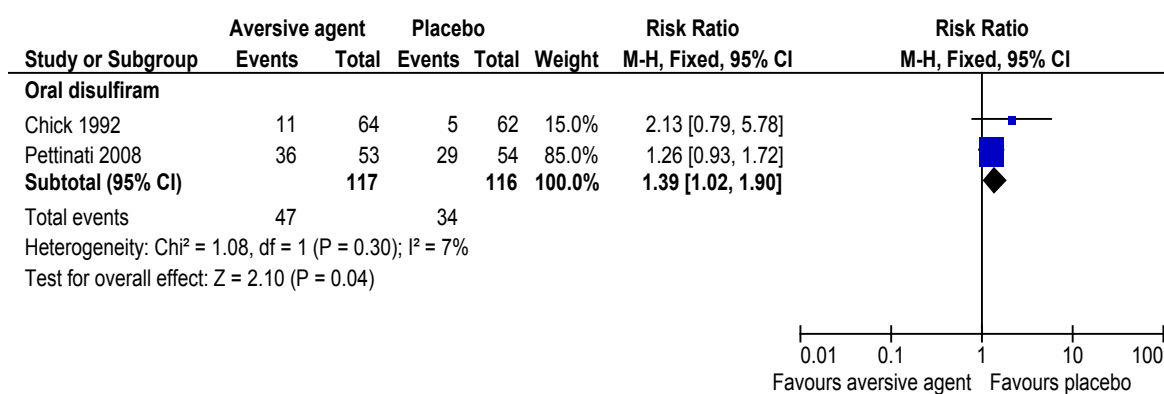 Aversive agent Placebo Risk Ratio Risk Ratio
Study or Subgroup Events Total Events Total Weight M-H, Fixed, 95% CI M-H, Fixed, 95% CI
Oral disulfiram
Chick 1992 11 64 5 62 15.0% 2.13 [0.79, 5.78]
Pettinati 2008 36 53 29 54 85.0% 1.26 [0.93, 1.72]
Subtotal (95% CI) 117 116 100.0% 1.39 [1.02, 1.90]
Total events 47 34
Heterogeneity: Chi² = 1.08, df = 1 (P = 0.30); I² = 7%
Test for overall effect: Z = 2.10 (P = 0.04)
0.01 0.1 1 10 100
Favours aversive agent Favours placebo